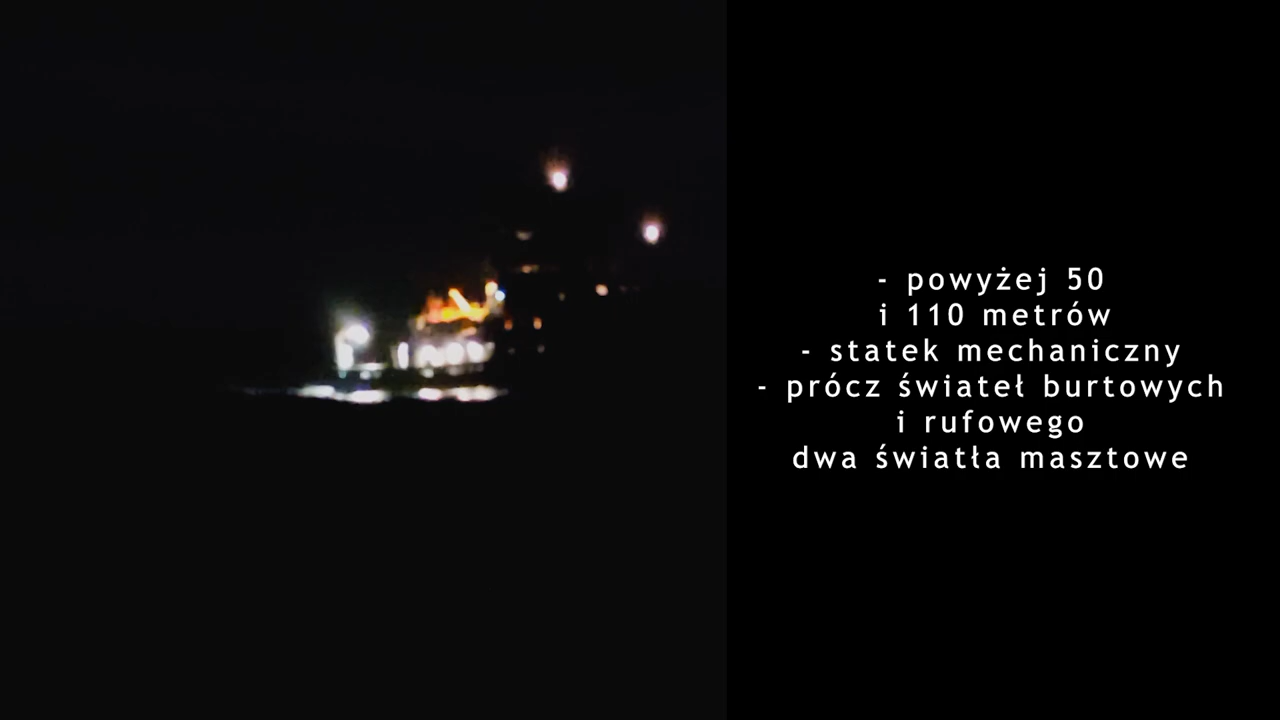 - powyżej 50
i 110 metrów
- statek mechaniczny
- prócz świateł burtowych
i rufowego
dwa światła masztowe